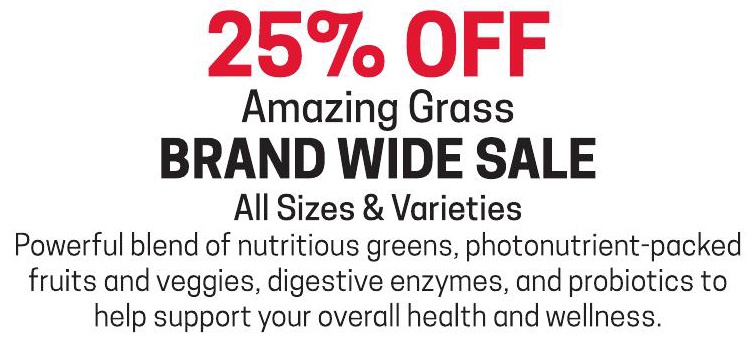 25% OFF
Amazing Grass
BRAND WIDE SALE
All Sizes & Varieties
Powerful blend of nutritious greens, photonutrient-packed
fruits and veggies, digestive enzymes, and probiotics to
help support your overall health and wellness.